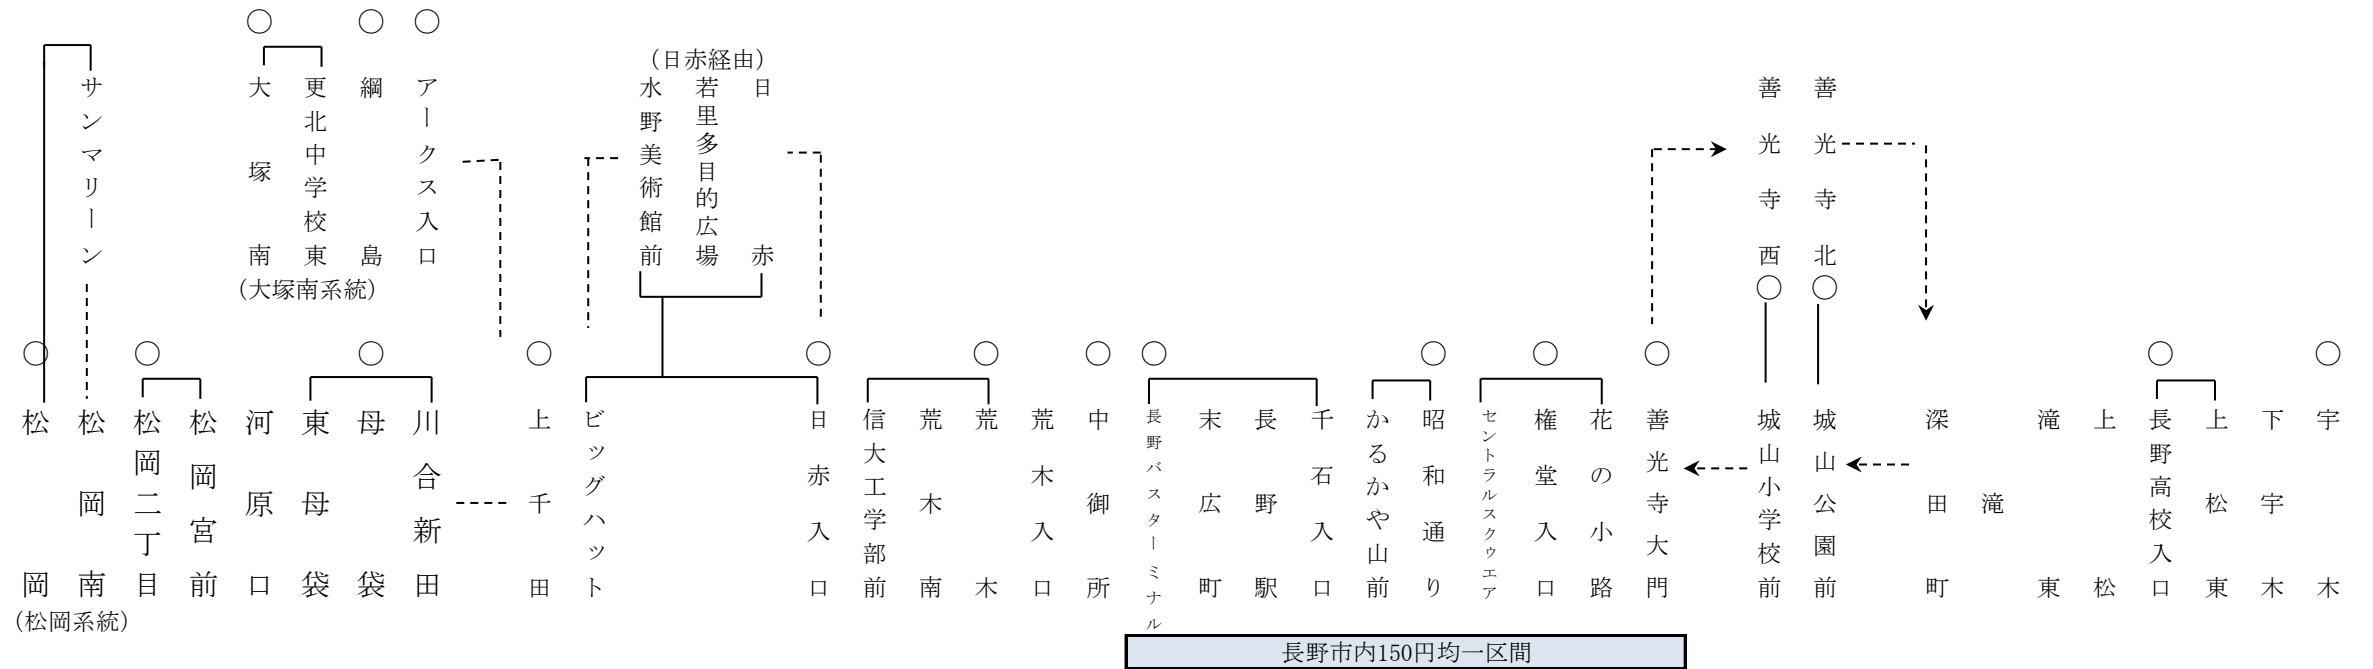 サンマリーン
大塚南
更北中学校東
綱島
アークス入口
(大塚南系統)
(日赤経由)
水野美術館前
若里多目的広場
日赤
善光寺西
善光寺北
松岡
松岡南
松岡二丁目
松岡宮前
河原口
東母袋
母袋
川合新田
上千田
ビッグハット
日赤入口
信大工学部前
荒木南
荒木
荒木入口
中御所
長野バスターミナル
末広町
長野駅
千石入口
かるかや山前
昭和通り
セントラルスクゥエア
権堂入口
花の小路
善光寺大門
城山小学校前
城山公園前
深田町
滝
滝東
上松
長野高校入口
上松東
下宇木
宇木
(松岡系統)
長野市内150円均一区間